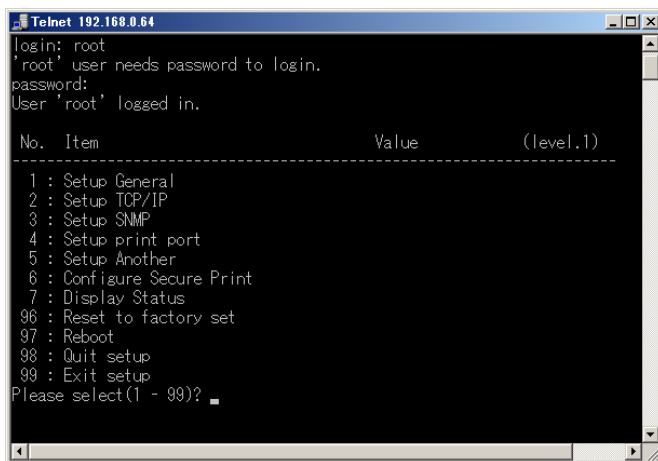 Telnet 192.168.0.64
login: root
'root' user needs password to login.
password:
User 'root' logged in.
No. Item Value (level.1)
---------------------------------------------------------------
1 : Setup General
2 : Setup TCP/IP
3 : Setup SNMP
4 : Setup print port
5 : Setup Another
6 : Configure Secure Print
7 : Display Status
96 : Reset to factory set
97 : Reboot
98 : Quit setup
99 : Exit setup
Please select(1 - 99)? _